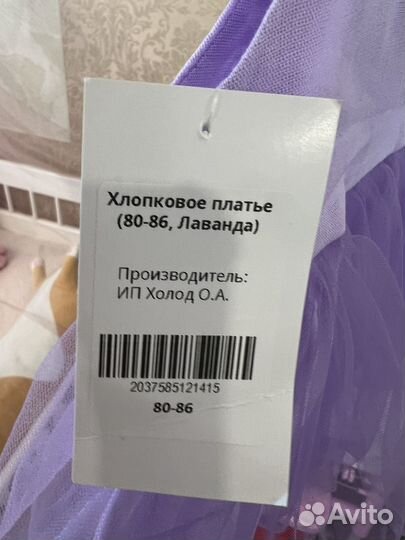 Хлопковое платье
(80-86, Лаванда)
Производитель:
ИП Холод О.А.
2037585121415
80-86
Avito